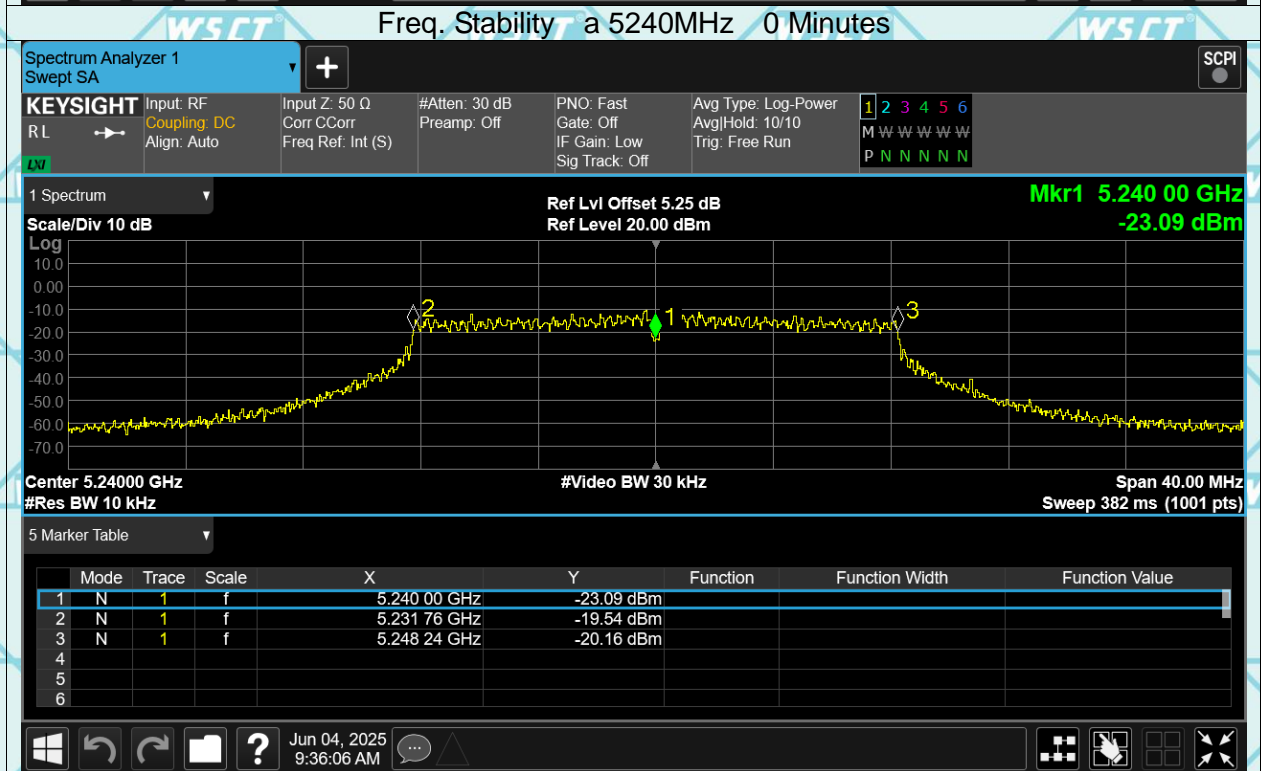 WSCT® WSCT®
Freq. Stability a 5240MHz 0 Minutes
Spectrum Analyzer 1
Swept SA
+
SCPI
KEYSIGHT Input: RF Input Z: 50 Ω #Atten: 30 dB PNO: Fast Avg Type: Log-Power 1 2 3 4 5 6
RL Coupling: DC Corr CCorr Preamp: Off Gate: Off Avg|Hold: 10/10 M W W W W W
Align: Auto Freq Ref: Int (S) IF Gain: Low Trig: Free Run P N N N N N
LXI Sig Track: Off
1 Spectrum Ref Lvl Offset 5.25 dB Mkr1 5.240 00 GHz
Scale/Div 10 dB Ref Level 20.00 dBm -23.09 dBm
Log
10.0
0.00
-10.0 2 1 3
-20.0
-30.0
-40.0
-50.0
-60.0
-70.0
Center 5.24000 GHz #Video BW 30 kHz Span 40.00 MHz
#Res BW 10 kHz Sweep 382 ms (1001 pts)
5 Marker Table
Mode Trace Scale X Y Function Function Width Function Value
1 N 1 f 5.240 00 GHz -23.09 dBm
2 N 1 f 5.231 76 GHz -19.54 dBm
3 N 1 f 5.248 24 GHz -20.16 dBm
4
5
6
? Jun 04, 2025
9:36:06 AM